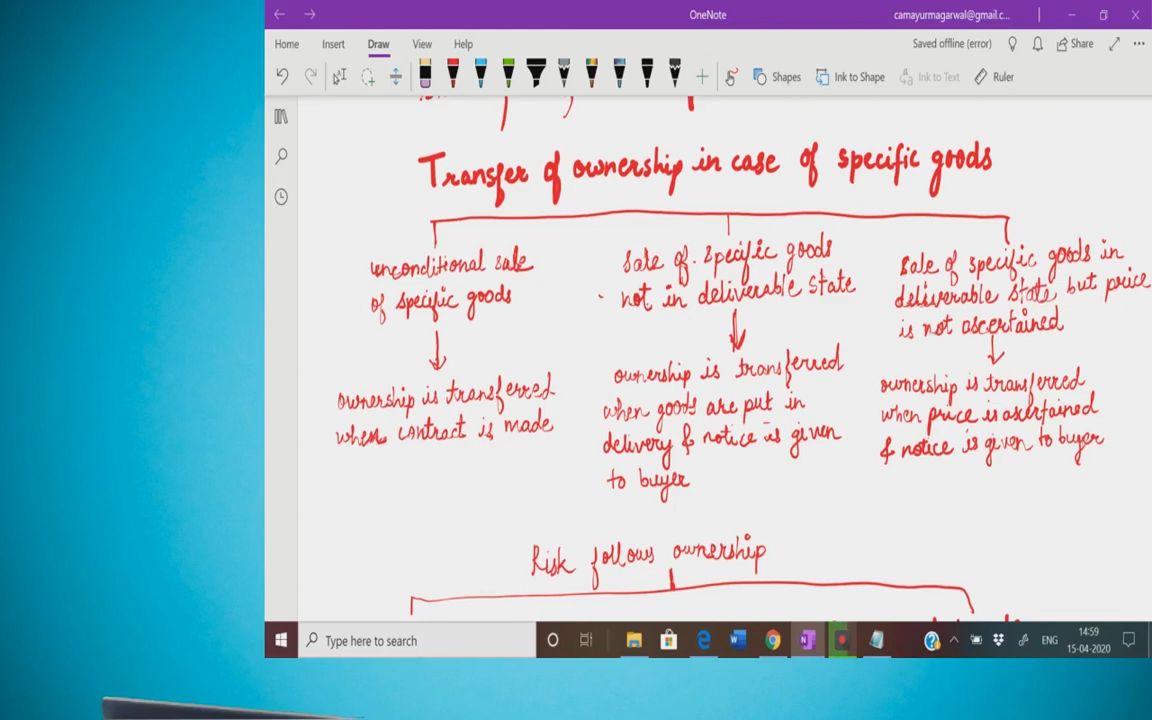 OneNote
camayurmagarwal@gmail.c...
Home Insert Draw View Help
Saved offline (error) Share
Shapes Ink to Shape Ink to Text Ruler
Transfer of ownership in case of specific goods
unconditional sale
of specific goods
ownership is transferred
when contract is made
Sale of specific goods
not in deliverable state
ownership is transferred
when goods are put in
delivery & notice is given
to buyer
Sale of specific goods in
deliverable state but price
is not ascertained
ownership is transferred
when price is ascertained
& notice is given to buyer
Risk follows ownership
Type here to search
ENG
14:59
15-04-2020